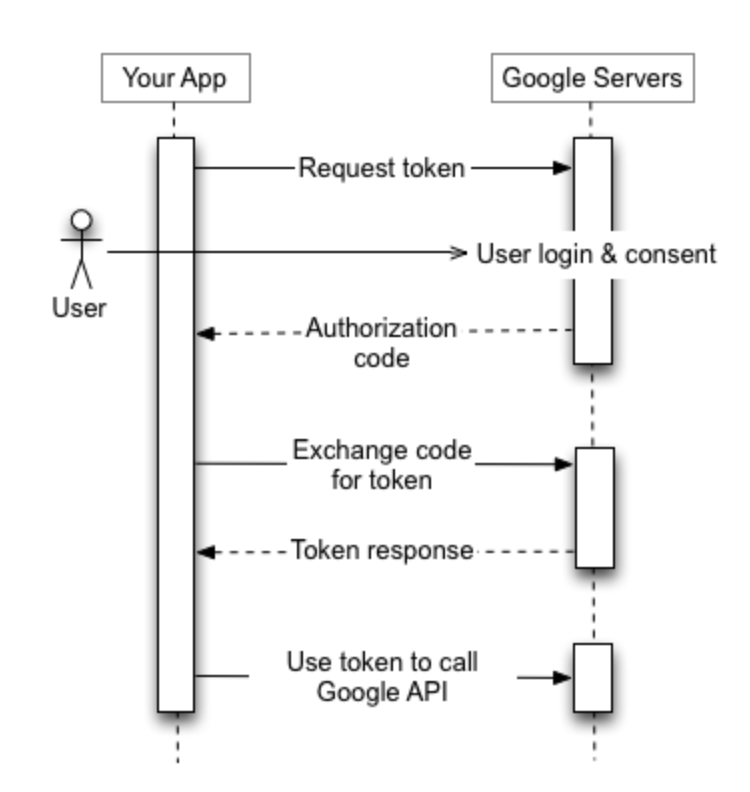 Your App
Google Servers
Request token
User login & consent
User
Authorization
code
Exchange code
for token
Token response
Use token to call
Google API